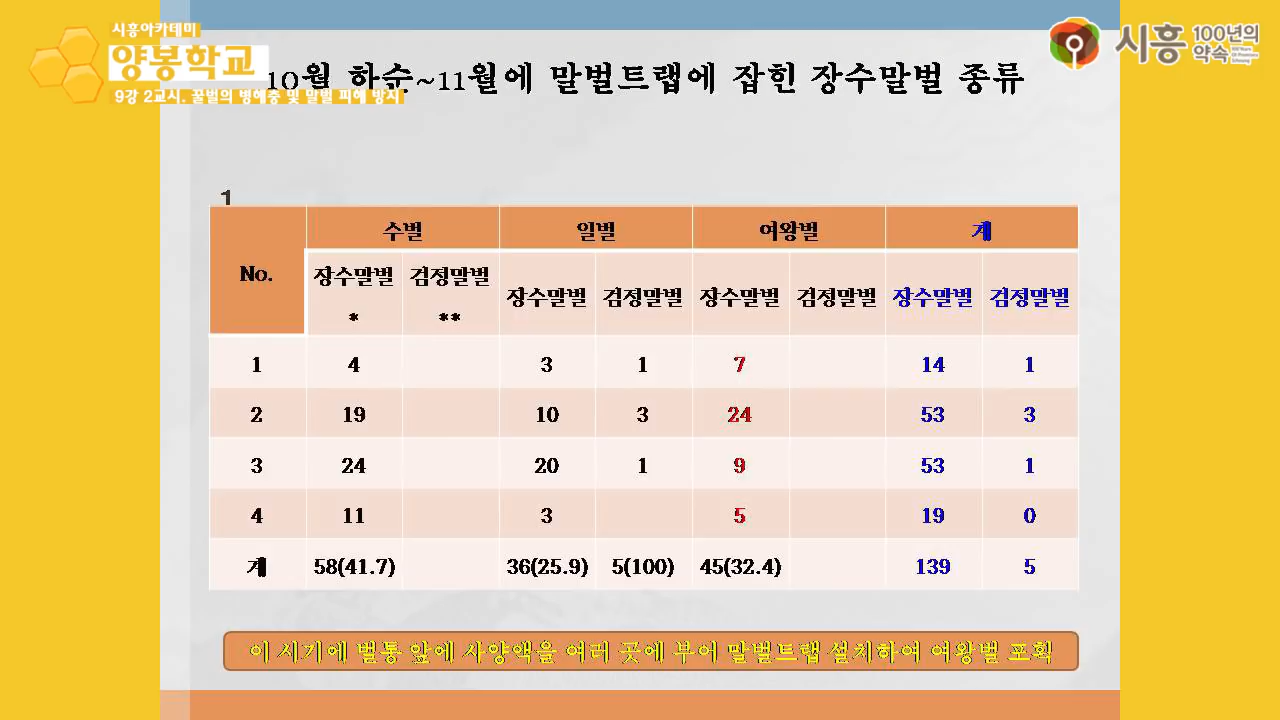 시흥아카데미
양봉학교
9강 2교시. 꿀벌의 병해충 및 말벌 피해 방지
시흥 100년의 약속
10월 하순~11월에 말벌트랩에 잡힌 장수말벌 종류
1
No. 수벌 일벌 여왕벌 계
장수말벌* 검정말벌** 장수말벌 검정말벌 장수말벌 검정말벌 장수말벌 검정말벌
1 4 3 1 7 14 1
2 19 10 3 24 53 3
3 24 20 1 9 53 1
4 11 3 5 19 0
계 58(41.7) 36(25.9) 5(100) 45(32.4) 139 5
이 시기에 벌통 앞에 사양액을 여러 곳에 부어 말벌트랩 설치하여 여왕벌 포획